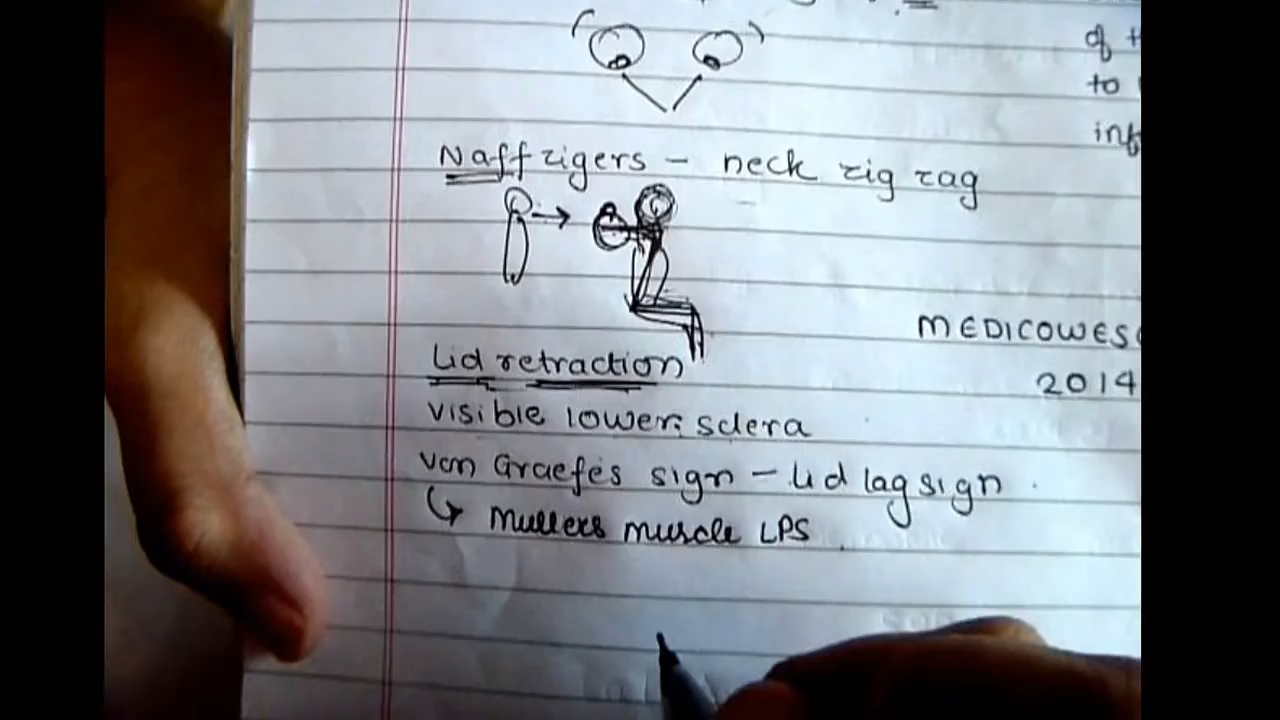 of
to
inf
Naffzigers - neck zig zag
MEDICOWES
2014
Lid retraction
visible lower sclera
von Graefes sign - lid lag sign
Mullers muscle LPS